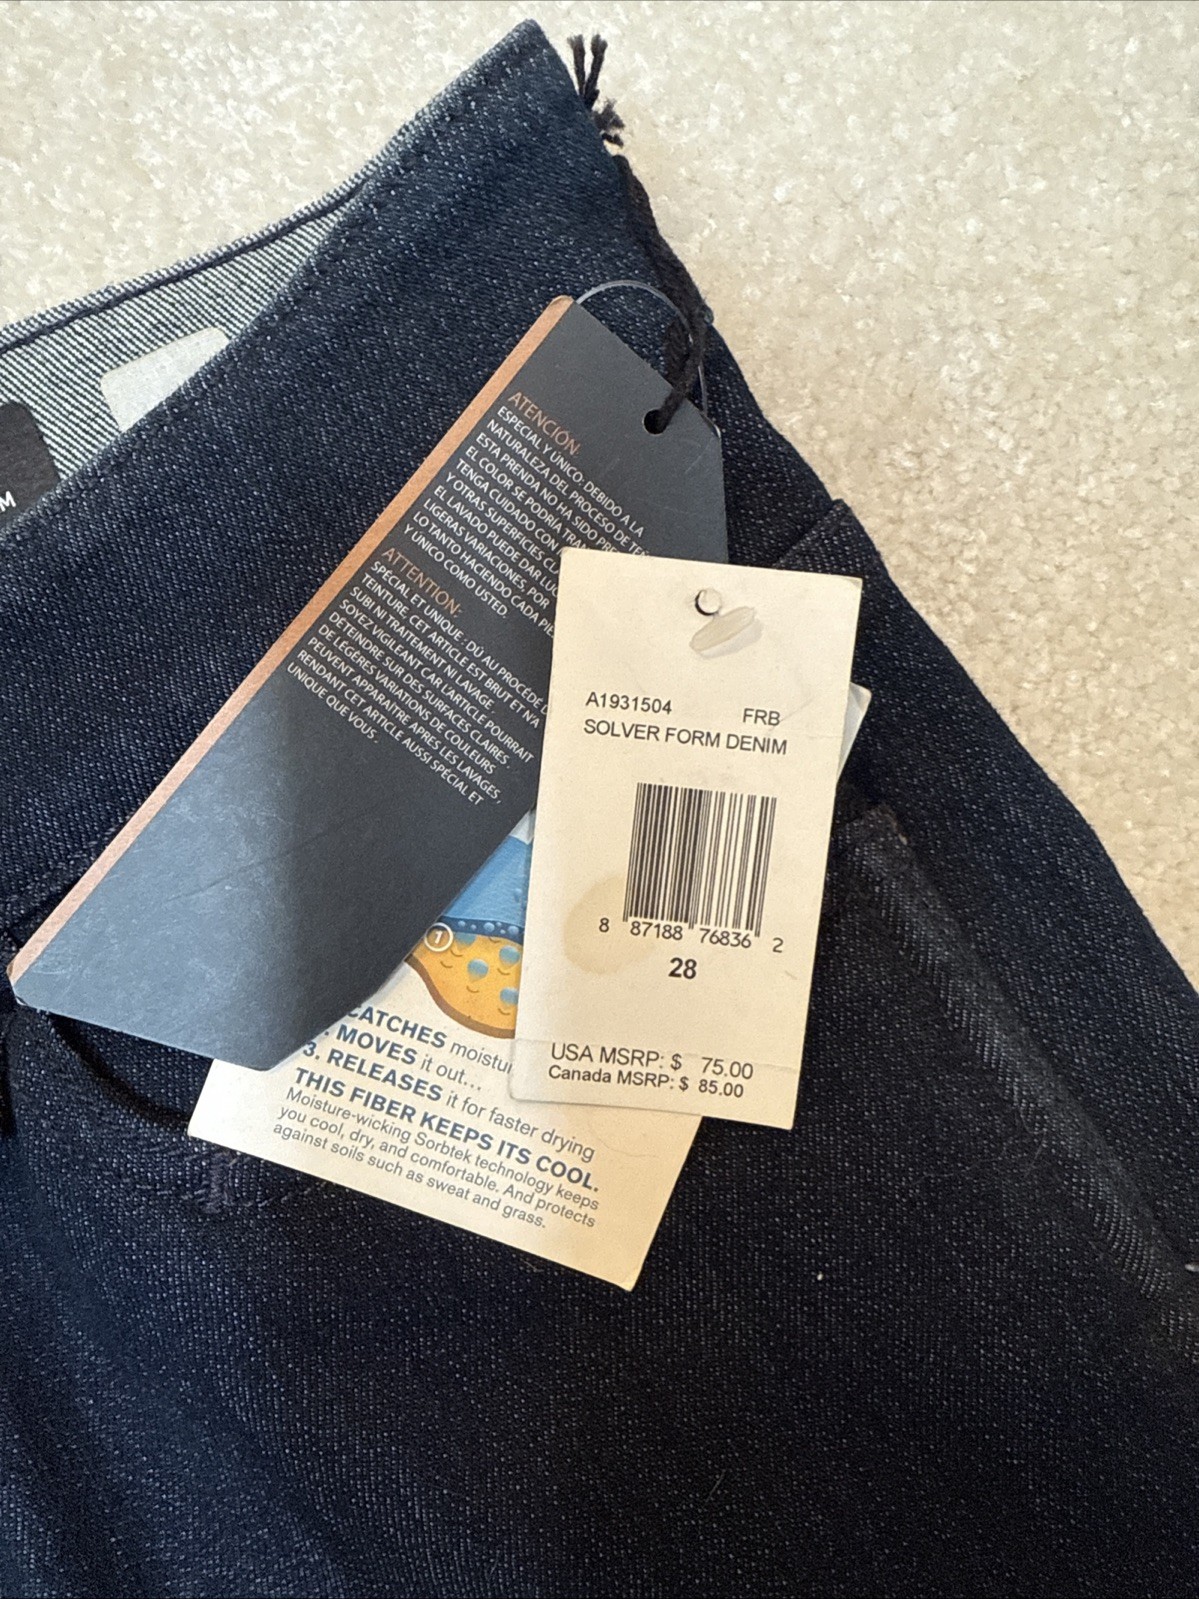 M
ATENCIÓN:
ESPECIAL Y ÚNICO: DEBIDO A LA
NATURALEZA DEL PROCESO DE
ESTA PRENDA NO HA SIDO
EL COLOR SE PODRÍA
TENGA CUIDADO CON
Y OTRAS SUPERFICIES
EL LAVADO PUEDE DAR
LIGERAS VARIACIONES, POR
LO TANTO HACIENDO CADA
Y UNICO COMO USTED.
ATTENTION:
SPÉCIAL ET UNIQUE : DÛ AU PROCÉDÉ
TEINTURE, CET ARTICLE EST BRUT ET N'A
SUBI NI TRAITEMENT NI LAVAGE.
SOYEZ VIGILEANT CAR L'ARTICLE POURRAIT
DÉTEINDRE SUR DES SURFACES CLAIRES.
DE LÉGÈRES VARIATIONS DE COULEURS
PEUVENT APPARAÎTRE APRÈS LES LAVAGES,
RENDANT CET ARTICLE AUSSI SPÉCIAL ET
UNIQUE QUE VOUS.
A1931504 FRB
SOLVER FORM DENIM
8 87188 76836 2
28
USA MSRP: $ 75.00
Canada MSRP: $ 85.00
1
CATCHES
MOVES it out...
3. RELEASES it for faster drying
THIS FIBER KEEPS ITS COOL.
Moisture-wicking Sorbtek technology keeps
you cool, dry, and comfortable. And protects
against soils such as sweat and grass.